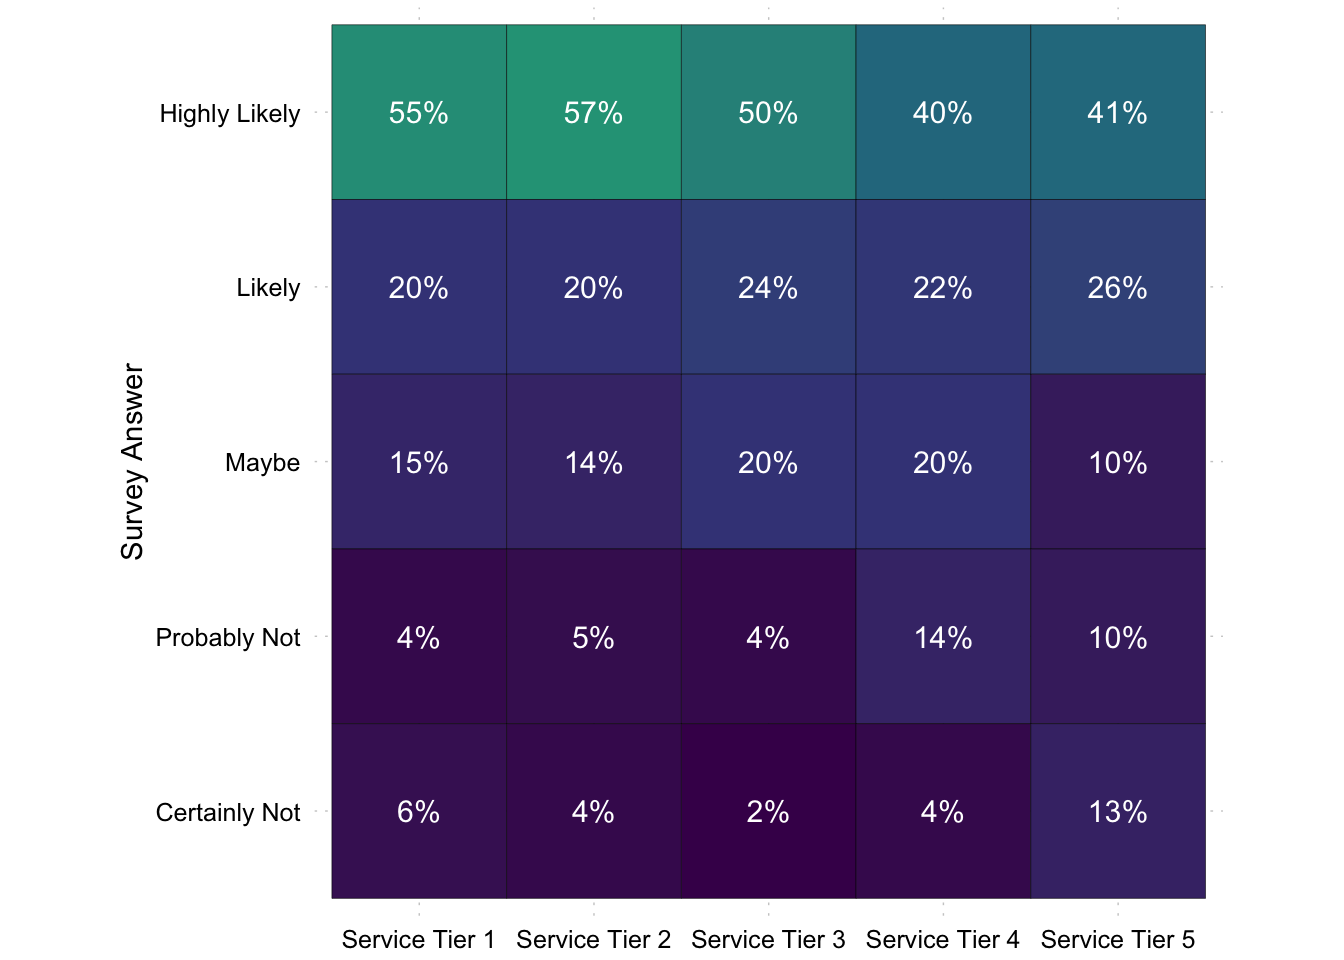 Survey Answer
Highly Likely 55% 57% 50% 40% 41%
Likely 20% 20% 24% 22% 26%
Maybe 15% 14% 20% 20% 10%
Probably Not 4% 5% 4% 14% 10%
Certainly Not 6% 4% 2% 4% 13%
Service Tier 1 Service Tier 2 Service Tier 3 Service Tier 4 Service Tier 5